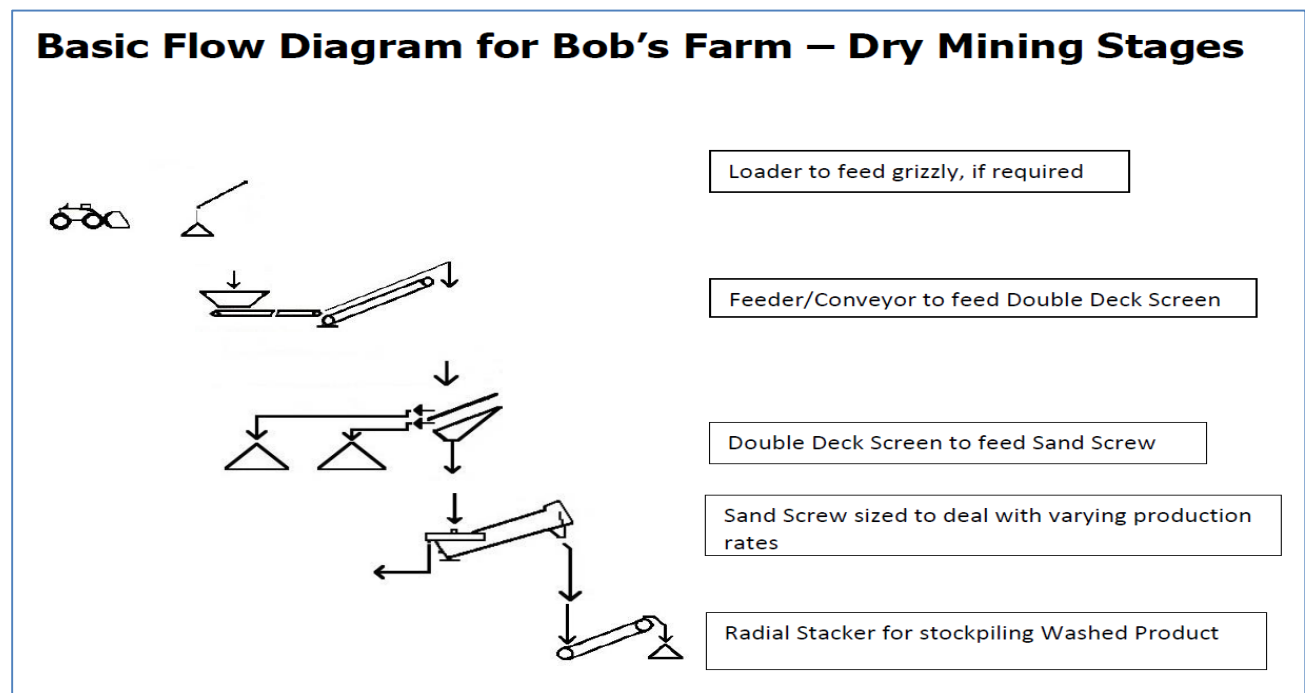 Basic Flow Diagram for Bob’s Farm – Dry Mining Stages
Loader to feed grizzly, if required
Feeder/Conveyor to feed Double Deck Screen
Double Deck Screen to feed Sand Screw
Sand Screw sized to deal with varying production
rates
Radial Stacker for stockpiling Washed Product